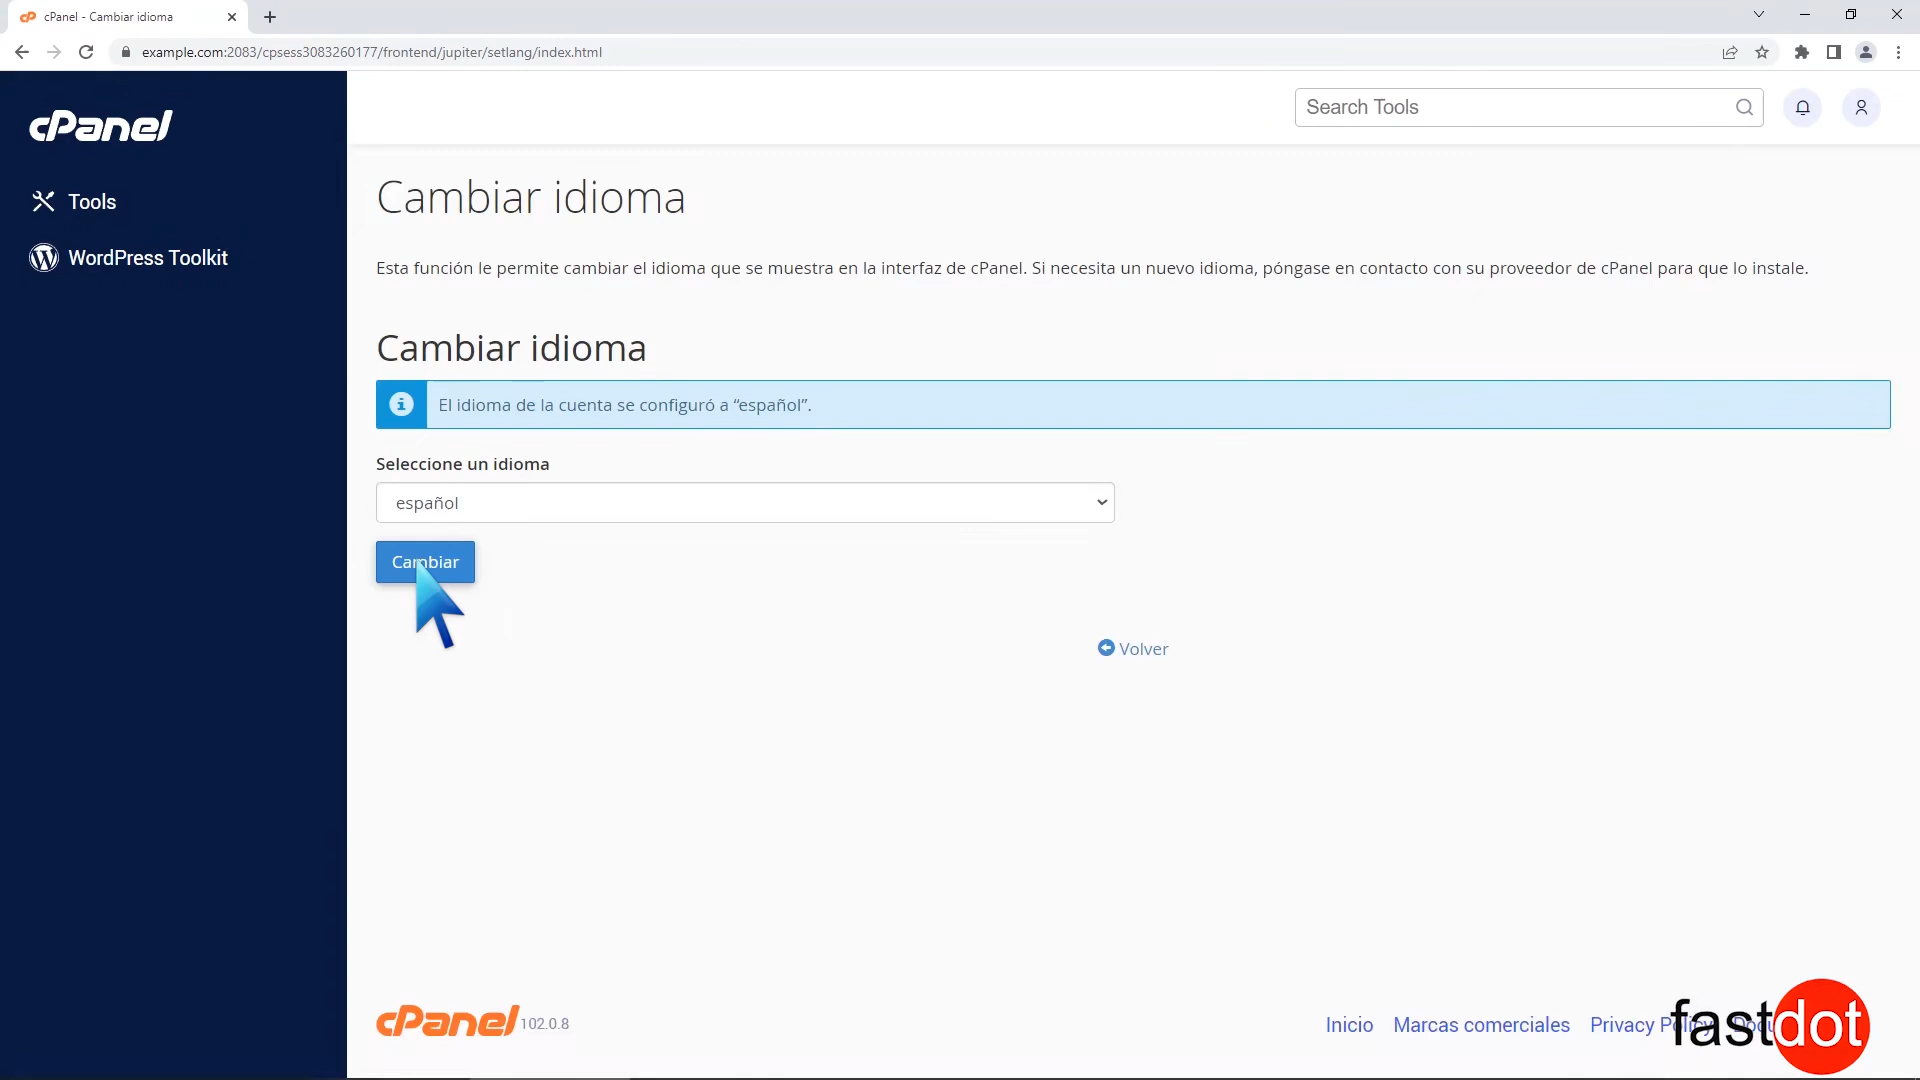 cPanel - Cambiar idioma
example.com:2083/cpsess3083260177/frontend/jupiter/setlang/index.html
cPanel
Search Tools
Tools
WordPress Toolkit
Cambiar idioma
Esta función le permite cambiar el idioma que se muestra en la interfaz de cPanel. Si necesita un nuevo idioma, póngase en contacto con su proveedor de cPanel para que lo instale.
Cambiar idioma
El idioma de la cuenta se configuró a “español”.
Seleccione un idioma
español
Cambiar
Volver
cPanel 102.0.8
Inicio Marcas comerciales Privacy Policy
fastdot